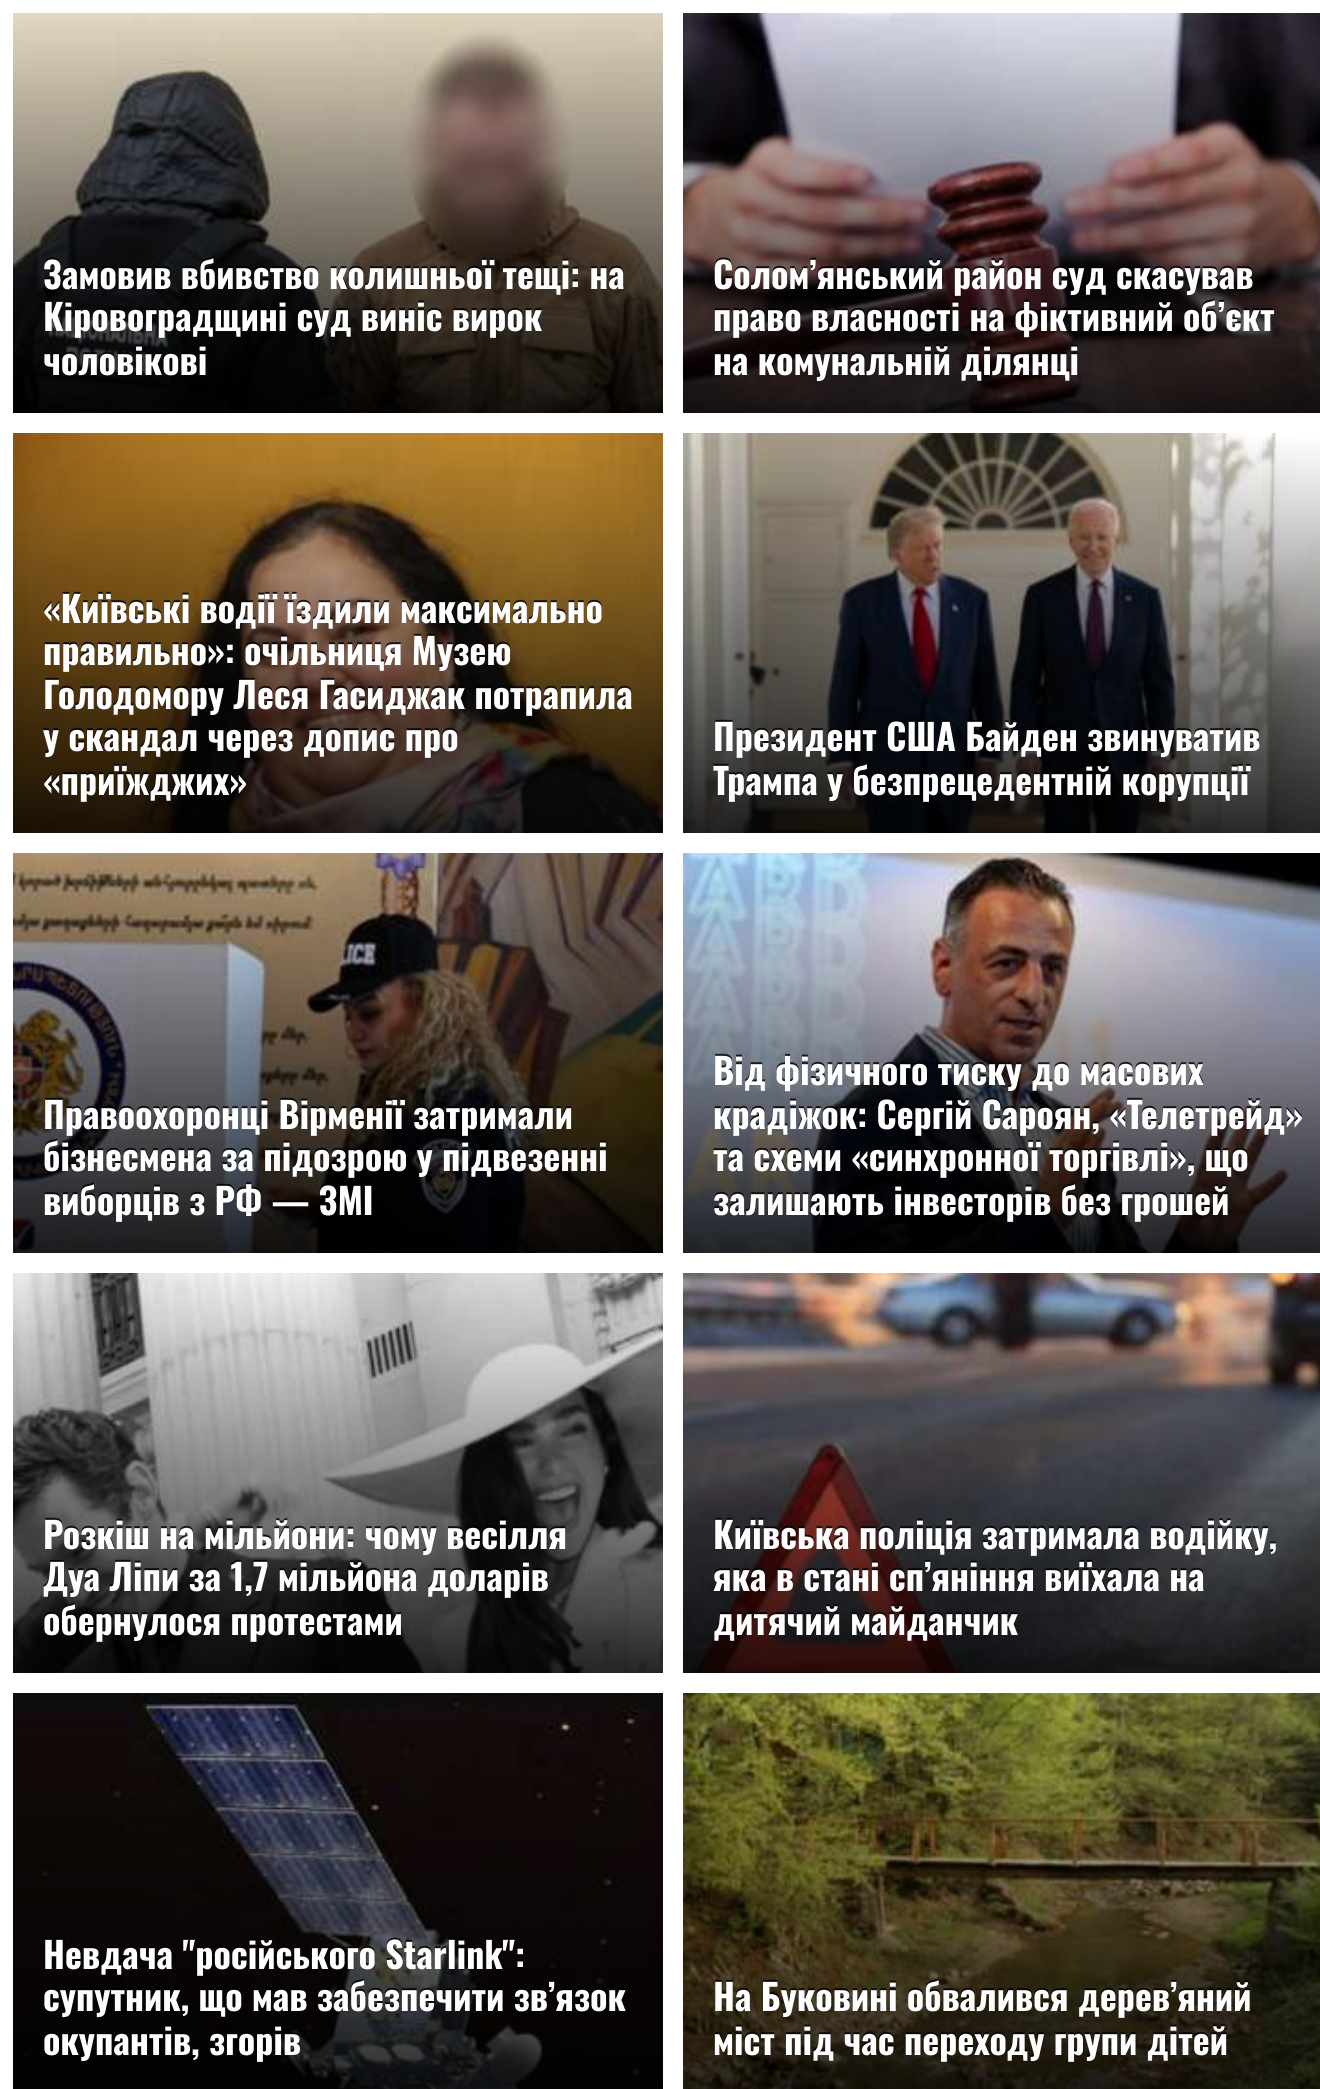 Замовив вбивство колишньої тещі: на
Кіровоградщині суд виніс вирок
чоловікові
Солом’янський район суд скасував
право власності на фіктивний об’єкт
на комунальній ділянці
«Київські водії їздили максимально
правильно»: очільниця Музею
Голодомору Леся Гасиджак потрапила
у скандал через допис про
«приїжджих»
Президент США Байден звинуватив
Трампа у безпрецедентній корупції
LICE
Правоохоронці Вірменії затримали
бізнесмена за підозрою у підвезенні
виборців з РФ — ЗМІ
Від фізичного тиску до масових
крадіжок: Сергій Сароян, «Телетрейд»
та схеми «синхронної торгівлі», що
залишають інвесторів без грошей
Розкіш на мільйони: чому весілля
Дуа Ліпи за 1,7 мільйона доларів
обернулося протестами
Київська поліція затримала водійку,
яка в стані сп’яніння виїхала на
дитячий майданчик
Невдача "російського Starlink":
супутник, що мав забезпечити зв’язок
окупантів, згорів
На Буковині обвалився дерев’яний
міст під час переходу групи дітей